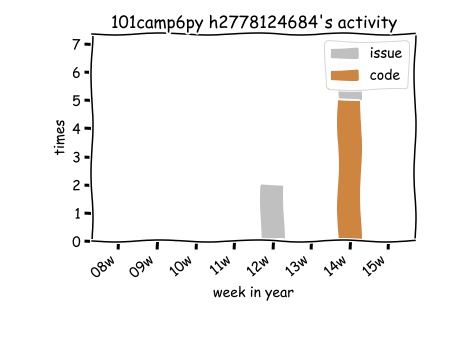 101camp6py h2778124684's activity
issue
code
times
7
6
5
4
3
2
1
0
08w 09w 10w 11w 12w 13w 14w 15w
week in year